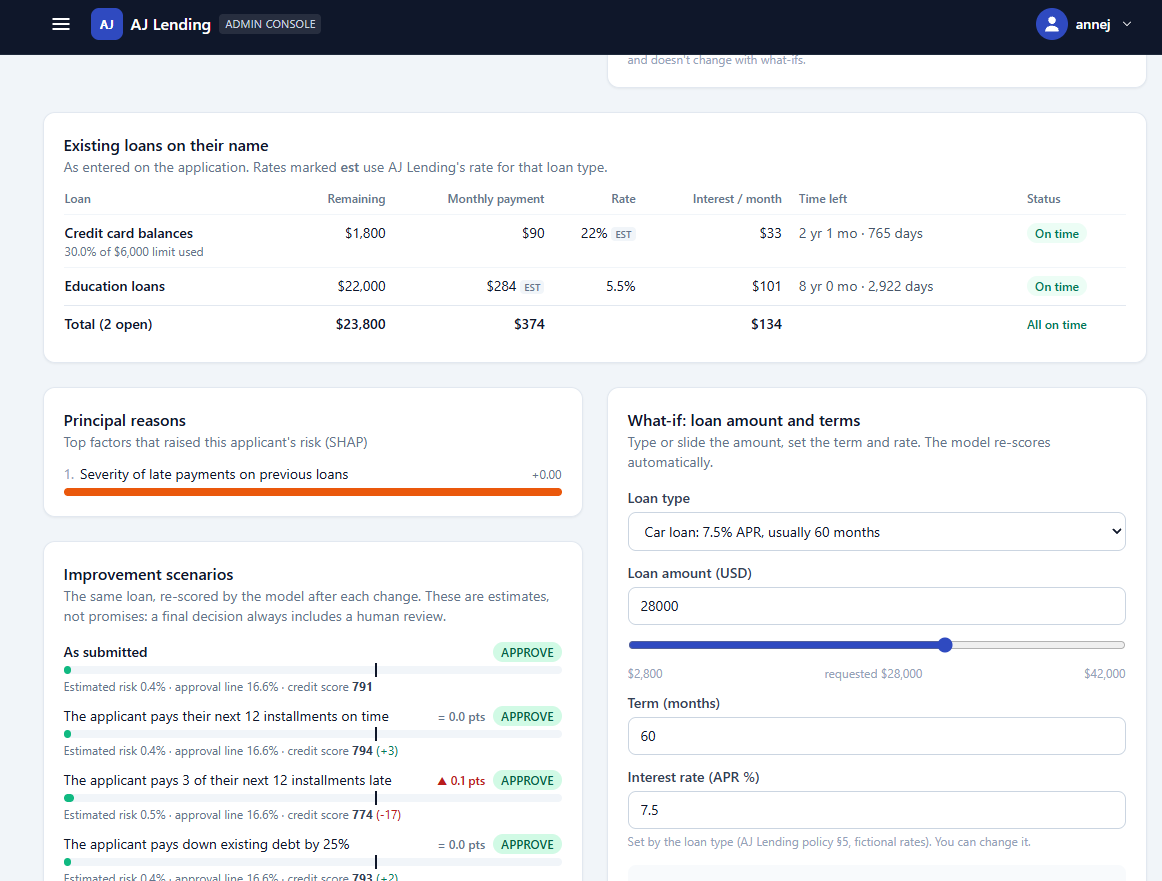 AJ AJ Lending ADMIN CONSOLE annej
and doesn't change with what-ifs.
Existing loans on their name
As entered on the application. Rates marked est use AJ Lending's rate for that loan type.
Loan Remaining Monthly payment Rate Interest / month Time left Status
Credit card balances $1,800 $90 22% EST $33 2 yr 1 mo · 765 days On time
30.0% of $6,000 limit used
Education loans $22,000 $284 EST 5.5% $101 8 yr 0 mo · 2,922 days On time
Total (2 open) $23,800 $374 $134 All on time
Principal reasons
Top factors that raised this applicant's risk (SHAP)
1. Severity of late payments on previous loans +0.00
Improvement scenarios
The same loan, re-scored by the model after each change. These are estimates,
not promises: a final decision always includes a human review.
As submitted APPROVE
Estimated risk 0.4% · approval line 16.6% · credit score 791
The applicant pays their next 12 installments on time = 0.0 pts APPROVE
Estimated risk 0.4% · approval line 16.6% · credit score 794 (+3)
The applicant pays 3 of their next 12 installments late ▲ 0.1 pts APPROVE
Estimated risk 0.5% · approval line 16.6% · credit score 774 (-17)
The applicant pays down existing debt by 25% = 0.0 pts APPROVE
Estimated risk 0.4% · approval line 16.6% · credit score 793 (+2)
What-if: loan amount and terms
Type or slide the amount, set the term and rate. The model re-scores
automatically.
Loan type
Car loan: 7.5% APR, usually 60 months
Loan amount (USD)
28000
$2,800 requested $28,000 $42,000
Term (months)
60
Interest rate (APR %)
7.5
Set by the loan type (AJ Lending policy §5, fictional rates). You can change it.